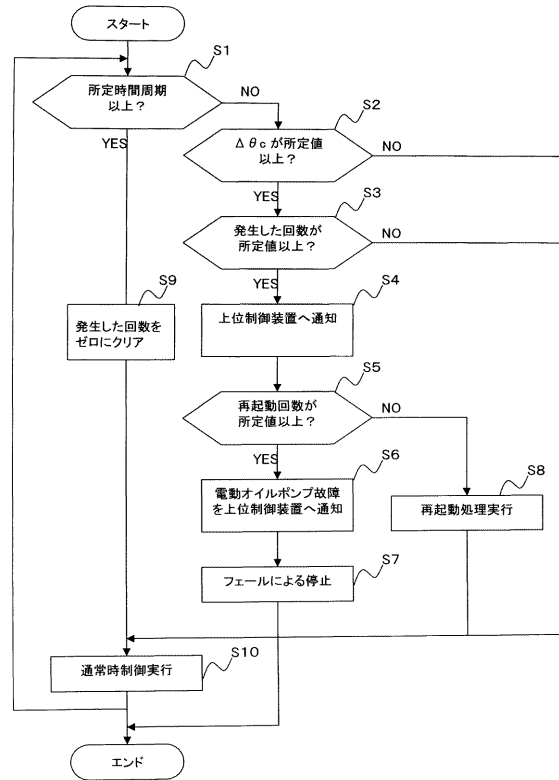 スタート
S1
所定時間周期
以上？
NO
S2
YES
Δθcが所定値
以上？
NO
YES
S3
発生した回数が
所定値以上？
NO
YES
S9
S4
発生した回数を
ゼロにクリア
上位制御装置へ通知
S5
再起動回数が
所定値以上？
NO
YES
S6
S8
電動オイルポンプ故障
を上位制御装置へ通知
再起動処理実行
S7
フェールによる停止
S10
通常時制御実行
エンド